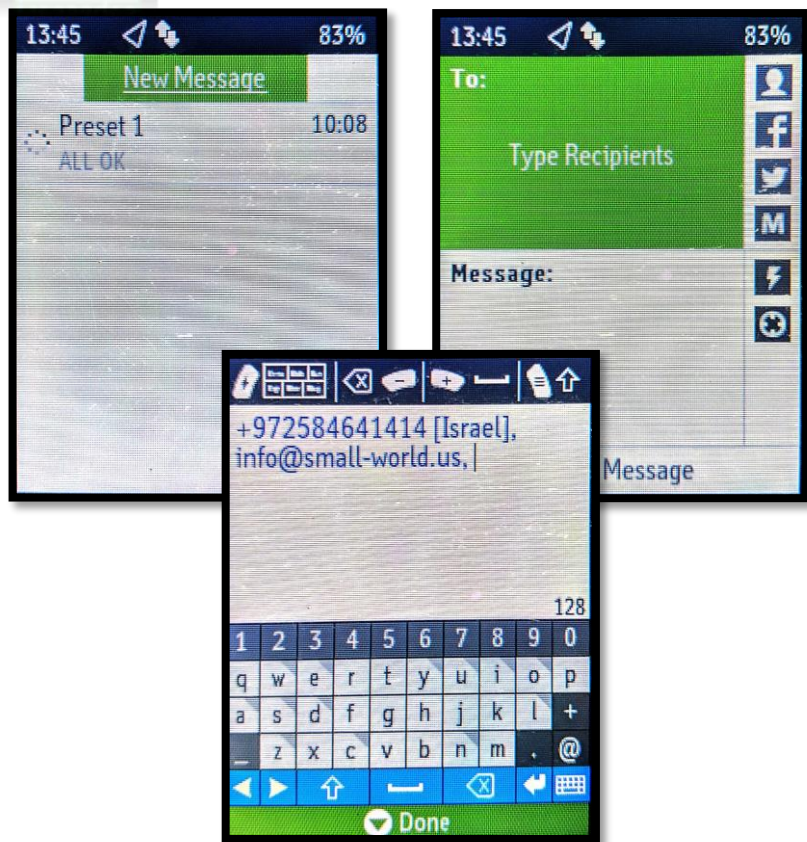 13:45 83%
New Message
Preset 1 10:08
ALL OK
13:45 83%
To:
Type Recipients
M
Message:
Message
+972584641414 [Israel],
info@small-world.us,
128
1 2 3 4 5 6 7 8 9 0
q w e r t y u i o p
a s d f g h j k l +
_ z x c v b n m . @
Done